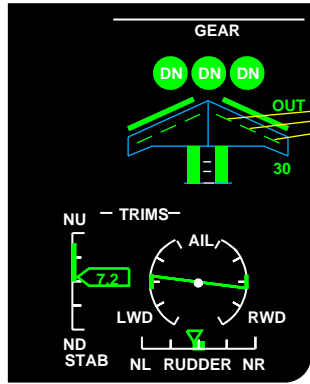 GEAR
DN DN DN
OUT
30
NU
TRIMS
AIL
7.2
LWD
RWD
ND
STAB
NL RUDDER NR